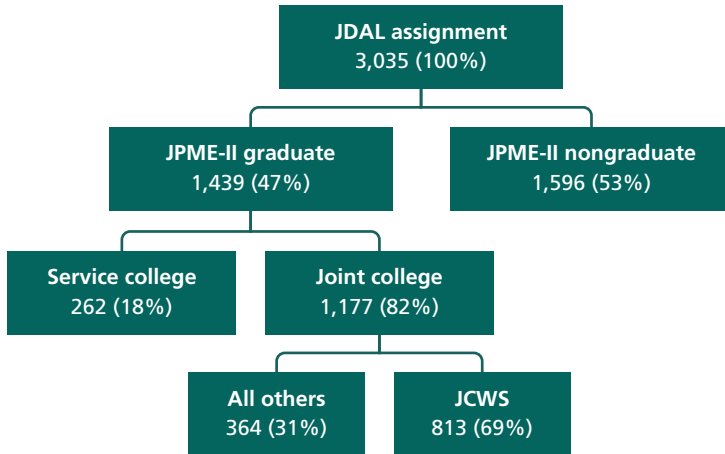 JDAL assignment
3,035 (100%)
JPME-II graduate
1,439 (47%)
JPME-II nongraduate
1,596 (53%)
Service college
262 (18%)
Joint college
1,177 (82%)
All others
364 (31%)
JCWS
813 (69%)